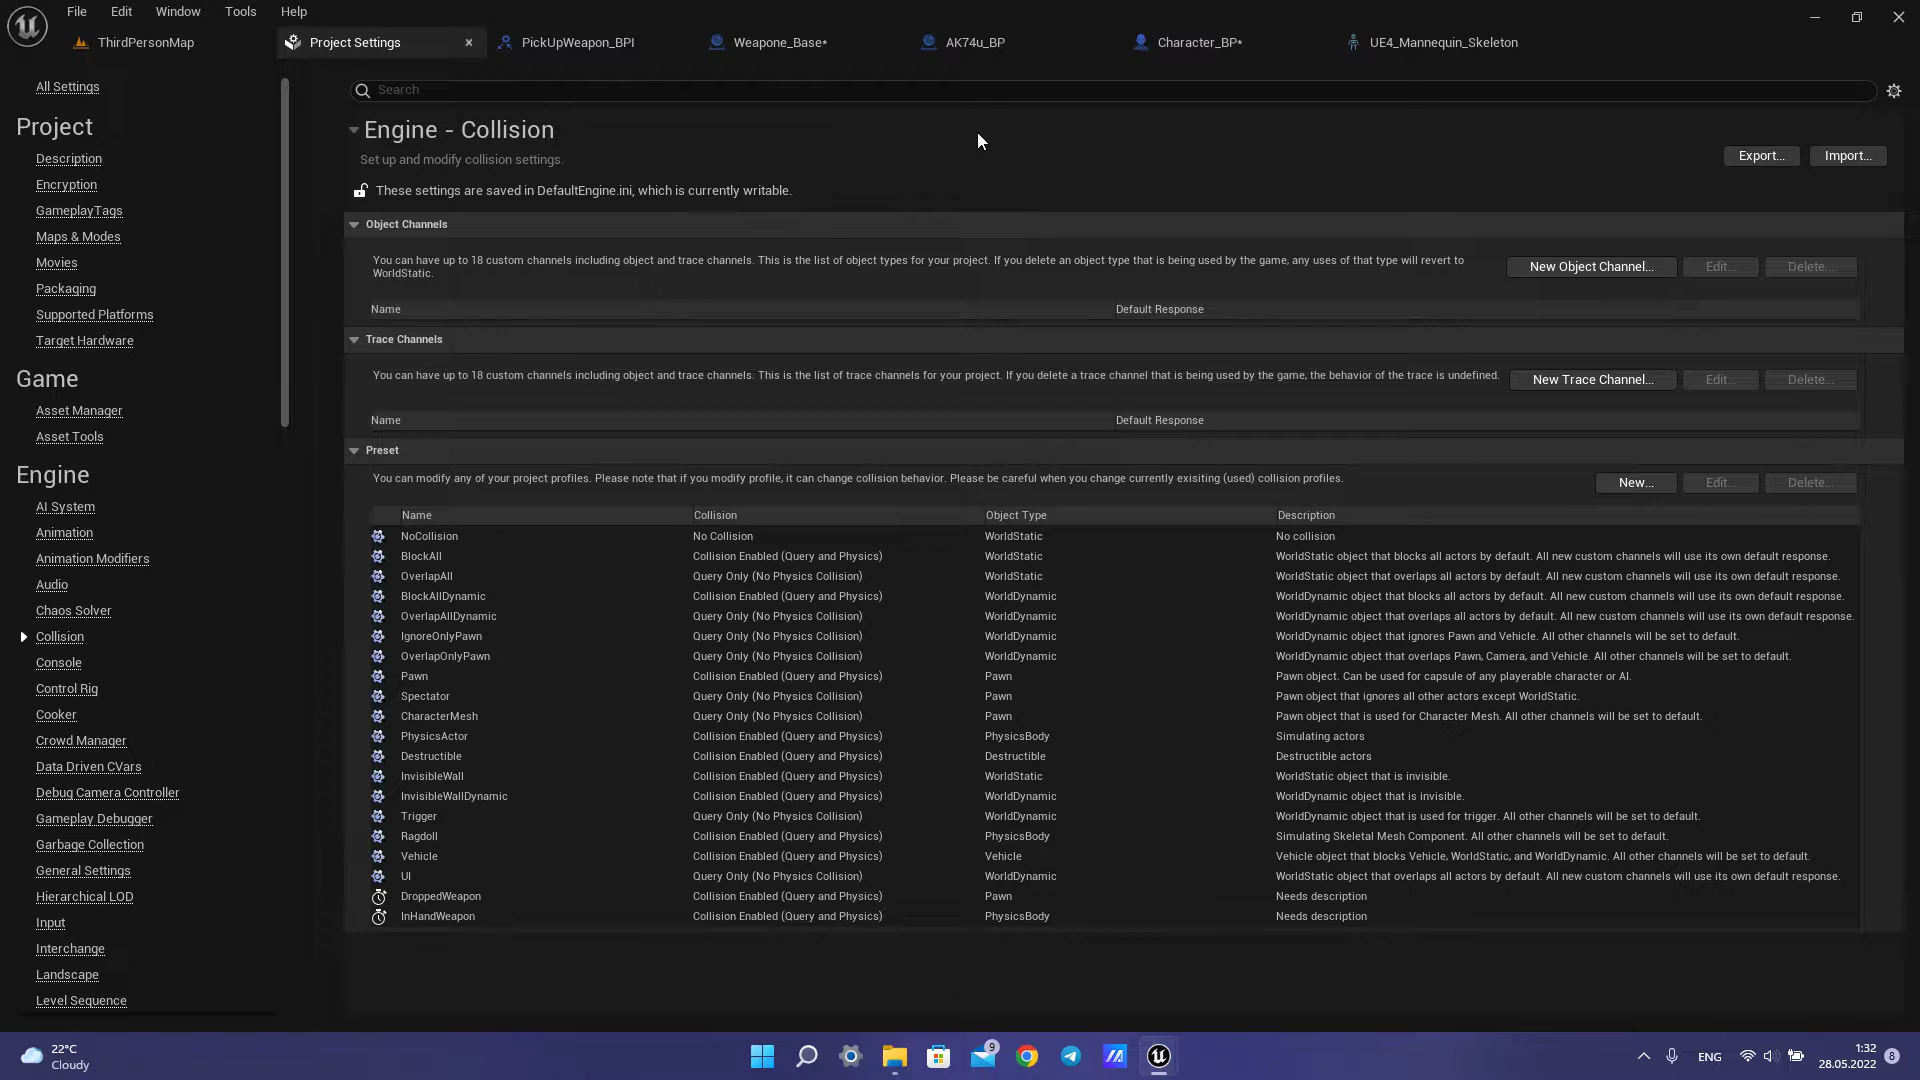 File Edit Window Tools Help
ThirdPersonMap Project Settings PickUpWeapon_BPI Weapone_Base* AK74u_BP Character_BP* UE4_Mannequin_Skeleton
All Settings
Project
Description
Encryption
GameplayTags
Maps & Modes
Movies
Packaging
Supported Platforms
Target Hardware
Game
Asset Manager
Asset Tools
Engine
AI System
Animation
Animation Modifiers
Audio
Chaos Solver
Collision
Console
Control Rig
Cooker
Crowd Manager
Data Driven CVars
Debug Camera Controller
Gameplay Debugger
Garbage Collection
General Settings
Hierarchical LOD
Input
Interchange
Landscape
Level Sequence
Search
Engine - Collision
Set up and modify collision settings.
Export... Import...
These settings are saved in DefaultEngine.ini, which is currently writable.
Object Channels
You can have up to 18 custom channels including object and trace channels. This is the list of object types for your project. If you delete an object type that is being used by the game, any uses of that type will revert to
WorldStatic.
New Object Channel... Edit... Delete...
Name Default Response
Trace Channels
You can have up to 18 custom channels including object and trace channels. This is the list of trace channels for your project. If you delete a trace channel that is being used by the game, the behavior of the trace is undefined.
New Trace Channel... Edit... Delete...
Name Default Response
Preset
You can modify any of your project profiles. Please note that if you modify profile, it can change collision behavior. Please be careful when you change currently exisiting (used) collision profiles.
New... Edit... Delete...
Name Collision Object Type Description
NoCollision No Collision WorldStatic No collision
BlockAll Collision Enabled (Query and Physics) WorldStatic WorldStatic object that blocks all actors by default. All new custom channels will use its own default response.
OverlapAll Query Only (No Physics Collision) WorldStatic WorldStatic object that overlaps all actors by default. All new custom channels will use its own default response.
BlockAllDynamic Collision Enabled (Query and Physics) WorldDynamic WorldDynamic object that blocks all actors by default. All new custom channels will use its own default response.
OverlapAllDynamic Query Only (No Physics Collision) WorldDynamic WorldDynamic object that overlaps all actors by default. All new custom channels will use its own default response.
IgnoreOnlyPawn Query Only (No Physics Collision) WorldDynamic WorldDynamic object that ignores Pawn and Vehicle. All other channels will be set to default.
OverlapOnlyPawn Query Only (No Physics Collision) WorldDynamic WorldDynamic object that overlaps Pawn, Camera, and Vehicle. All other channels will be set to default.
Pawn Collision Enabled (Query and Physics) Pawn Pawn object. Can be used for capsule of any playerable character or AI.
Spectator Query Only (No Physics Collision) Pawn Pawn object that ignores all other actors except WorldStatic.
CharacterMesh Query Only (No Physics Collision) Pawn Pawn object that is used for Character Mesh. All other channels will be set to default.
PhysicsActor Collision Enabled (Query and Physics) PhysicsBody Simulating actors
Destructible Collision Enabled (Query and Physics) Destructible Destructible actors
InvisibleWall Collision Enabled (Query and Physics) WorldStatic WorldStatic object that is invisible.
InvisibleWallDynamic Collision Enabled (Query and Physics) WorldDynamic WorldDynamic object that is invisible.
Trigger Query Only (No Physics Collision) WorldDynamic WorldDynamic object that is used for trigger. All other channels will be set to default.
Ragdoll Collision Enabled (Query and Physics) PhysicsBody Simulating Skeletal Mesh Component. All other channels will be set to default.
Vehicle Collision Enabled (Query and Physics) Vehicle Vehicle object that blocks Vehicle, WorldStatic, and WorldDynamic. All other channels will be set to default.
UI Query Only (No Physics Collision) WorldDynamic WorldStatic object that overlaps all actors by default. All new custom channels will use its own default response.
DroppedWeapon Collision Enabled (Query and Physics) Pawn Needs description
InHandWeapon Collision Enabled (Query and Physics) PhysicsBody Needs description
22°C
Cloudy
9
ENG
1:32
28.05.2022
8